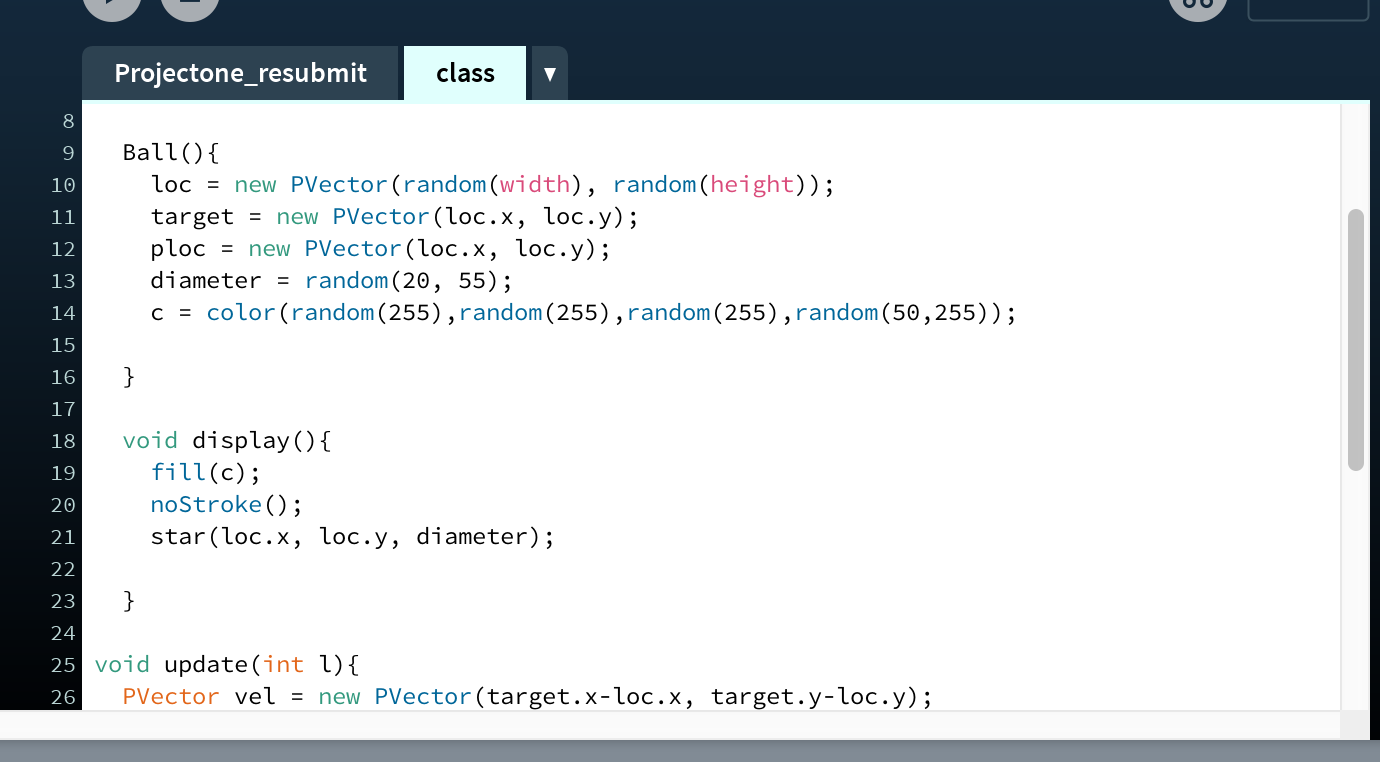 Projectone_resubmit class ▼
8
9 Ball(){
10 loc = new PVector(random(width), random(height));
11 target = new PVector(loc.x, loc.y);
12 ploc = new PVector(loc.x, loc.y);
13 diameter = random(20, 55);
14 c = color(random(255),random(255),random(255),random(50,255));
15
16 }
17
18 void display(){
19 fill(c);
20 noStroke();
21 star(loc.x, loc.y, diameter);
22
23 }
24
25 void update(int l){
26 PVector vel = new PVector(target.x-loc.x, target.y-loc.y);